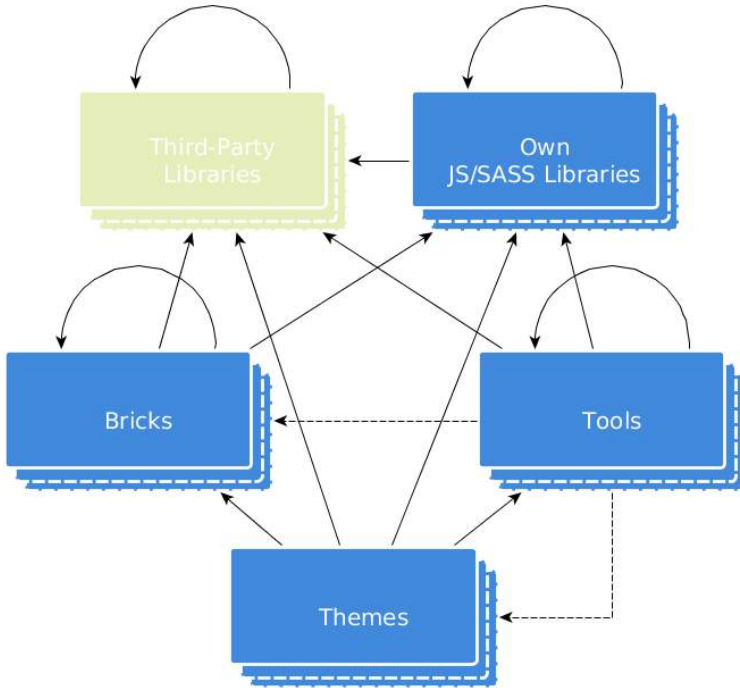 Third-Party
Libraries
Own
JS/SASS Libraries
Bricks
Tools
Themes